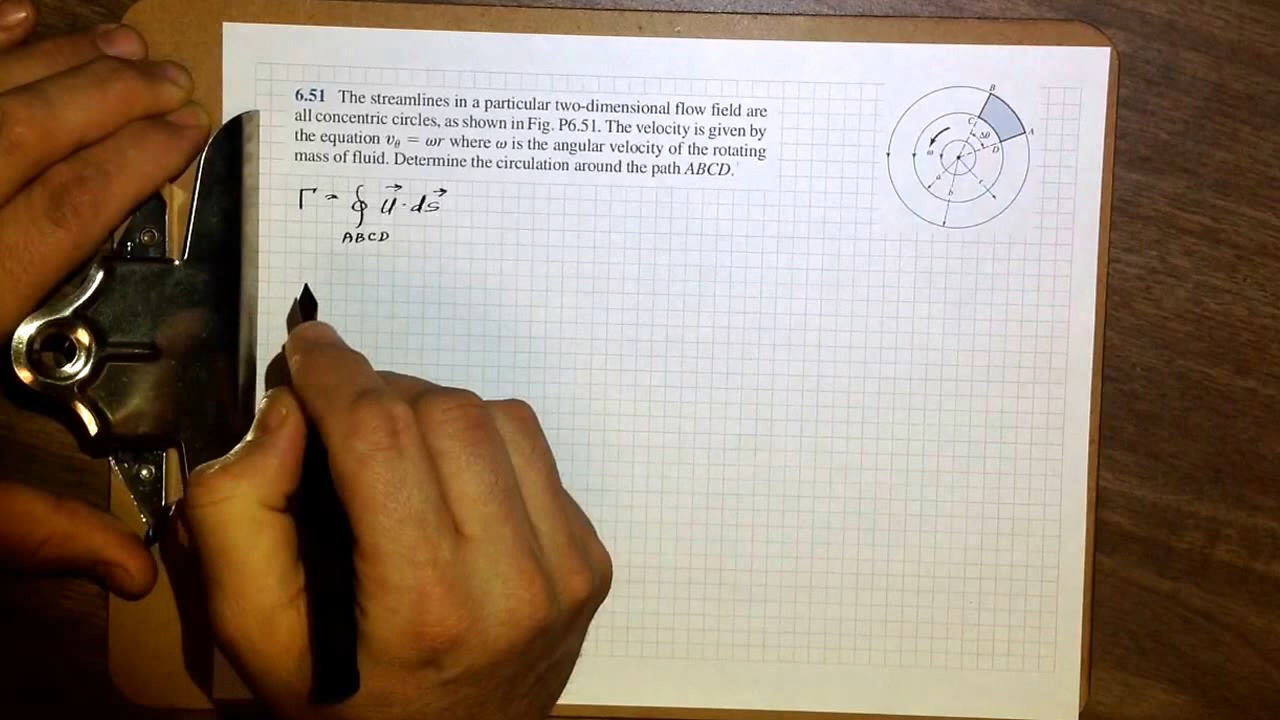 6.51 The streamlines in a particular two-dimensional flow field are
all concentric circles, as shown in Fig. P6.51. The velocity is given by
the equation vθ = ωr where ω is the angular velocity of the rotating
mass of fluid. Determine the circulation around the path ABCD.
Γ = ∮ u⃗ · ds⃗
ABCD
B
C
A
Δθ
D
ω
a
r
b